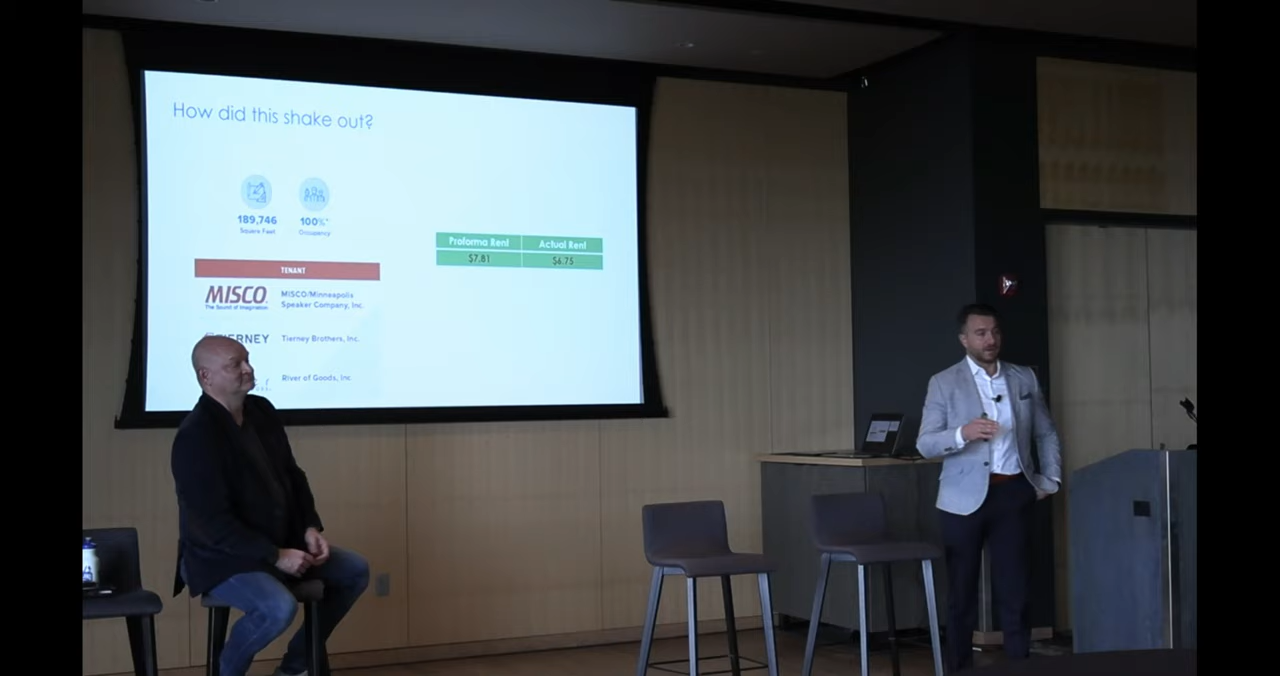 How did this shake out?
189,746
Square Feet
100%*
Occupancy
Proforma Rent
Actual Rent
$7.81
$6.75
TENANT
MISCO
The Sound of Imagination
MISCO/Minneapolis
Speaker Company, Inc.
TIERNEY
Tierney Brothers, Inc.
River of Goods, Inc.